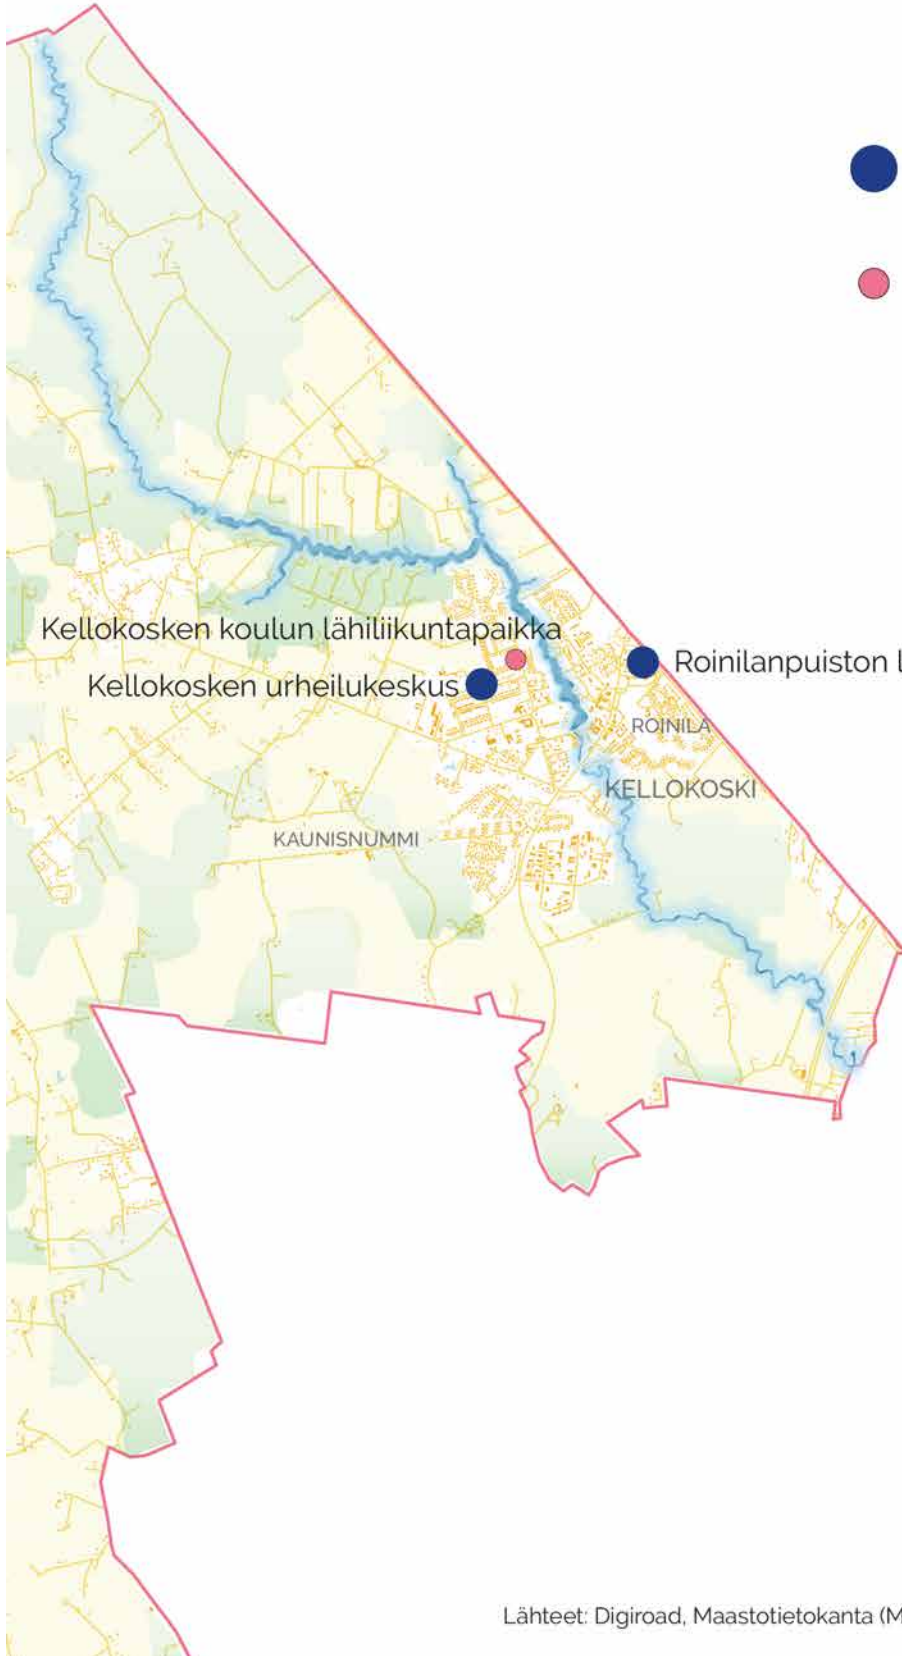 Kellokosken koulun lähiliikuntapaikka
Kellokosken urheilukeskus
Roinilanpuiston l
ROINILA
KELLOKOSKI
KAUNISNUMMI
Lähteet: Digiroad, Maastotietokanta (M